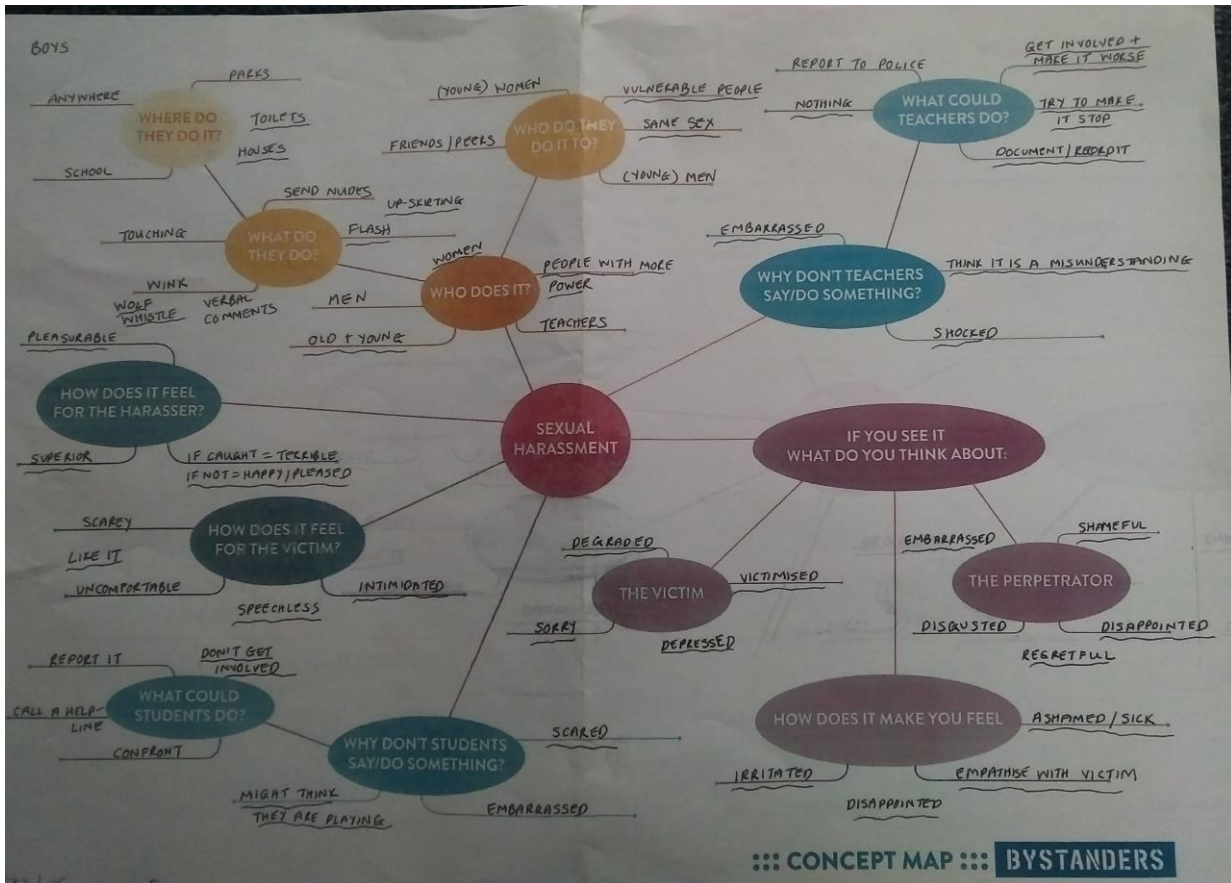 BOYS
PARKS
ANYWHERE
WHERE DO
THEY DO IT?
TOILETS
HOUSES
SCHOOL
(YOUNG) WOMEN
VULNERABLE PEOPLE
WHO DO THEY
DO IT TO?
SAME SEX
FRIENDS/PEERS
(YOUNG) MEN
REPORT TO POLICE
GET INVOLVED +
MAKE IT WORSE
NOTHING
WHAT COULD
TEACHERS DO?
TRY TO MAKE
IT STOP
DOCUMENT/RECORD IT
SEND NUDES
UP-SKIRTING
TOUCHING
WHAT DO
THEY DO?
FLASH
WINK
WOLF
WHISTLE
VERBAL
COMMENTS
WOMEN
PEOPLE WITH MORE
POWER
WHO DOES IT?
MEN
TEACHERS
OLD + YOUNG
EMBARRASSED
WHY DON'T TEACHERS
SAY/DO SOMETHING?
THINK IT IS A MISUNDERSTANDING
SHOCKED
PLEASURABLE
HOW DOES IT FEEL
FOR THE HARASSER?
SUPERIOR
IF CAUGHT = TERRIBLE
IF NOT = HAPPY/PLEASED
SEXUAL
HARASSMENT
IF YOU SEE IT
WHAT DO YOU THINK ABOUT:
SCAREY
HOW DOES IT FEEL
FOR THE VICTIM?
LIKE IT
UNCOMFORTABLE
SPEECHLESS
INTIMIDATED
DEGRADED
THE VICTIM
VICTIMISED
SORRY
DEPRESSED
EMBARRASSED
SHAMEFUL
THE PERPETRATOR
DISGUSTED
DISAPPOINTED
REGRETFUL
REPORT IT
DON'T GET
INVOLVED
WHAT COULD
STUDENTS DO?
CALL A HELP-
LINE
CONFRONT
WHY DON'T STUDENTS
SAY/DO SOMETHING?
SCARED
MIGHT THINK
THEY ARE PLAYING
EMBARRASSED
HOW DOES IT MAKE YOU FEEL
ASHAMED/SICK
IRRITATED
EMPATHISE WITH VICTIM
DISAPPOINTED
::: CONCEPT MAP ::: BYSTANDERS